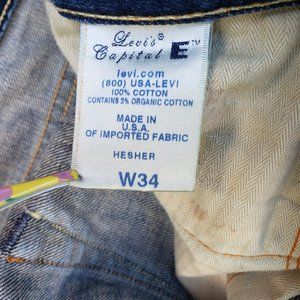 Levi's
Capital E™
levi.com
(800) USA-LEVI
100% COTTON
CONTAINS 3% ORGANIC COTTON
MADE IN
U.S.A.
OF IMPORTED FABRIC
HESHER
W34